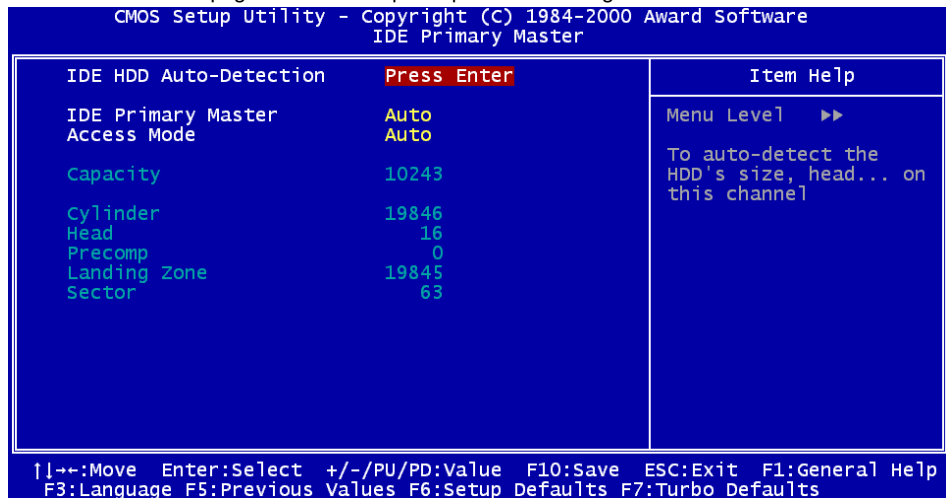 CMOS Setup Utility - Copyright (C) 1984-2000 Award Software
IDE Primary Master
IDE HDD Auto-Detection Press Enter
IDE Primary Master Auto
Access Mode Auto
Capacity 10243
Cylinder 19846
Head 16
Precomp 0
Landing Zone 19845
Sector 63
Item Help
Menu Level ►►
To auto-detect the
HDD's size, head... on
this channel
↑↓→←:Move Enter:Select +/-/PU/PD:Value F10:Save ESC:Exit F1:General Help
F3:Language F5:Previous Values F6:Setup Defaults F7:Turbo Defaults